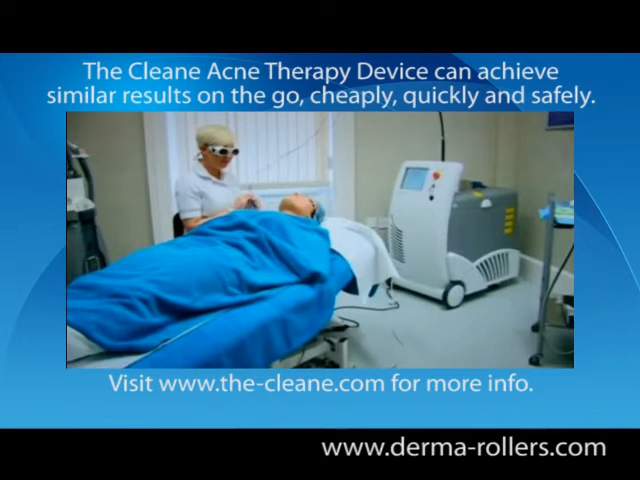 The Cleane Acne Therapy Device can achieve
similar results on the go, cheaply, quickly and safely.
Visit www.the-cleane.com for more info.
www.derma-rollers.com